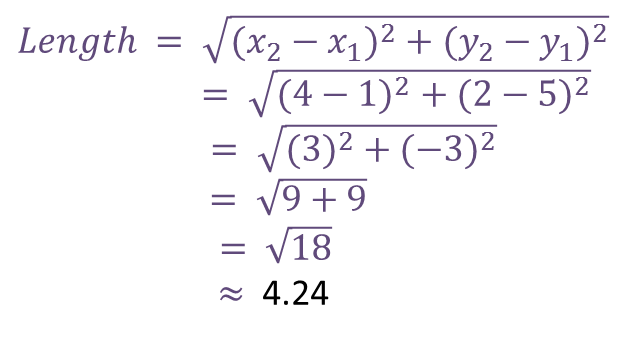 Length = √(x₂ − x₁)² + (y₂ − y₁)²
= √(4 − 1)² + (2 − 5)²
= √(3)² + (−3)²
= √9 + 9
= √18
≈ 4.24